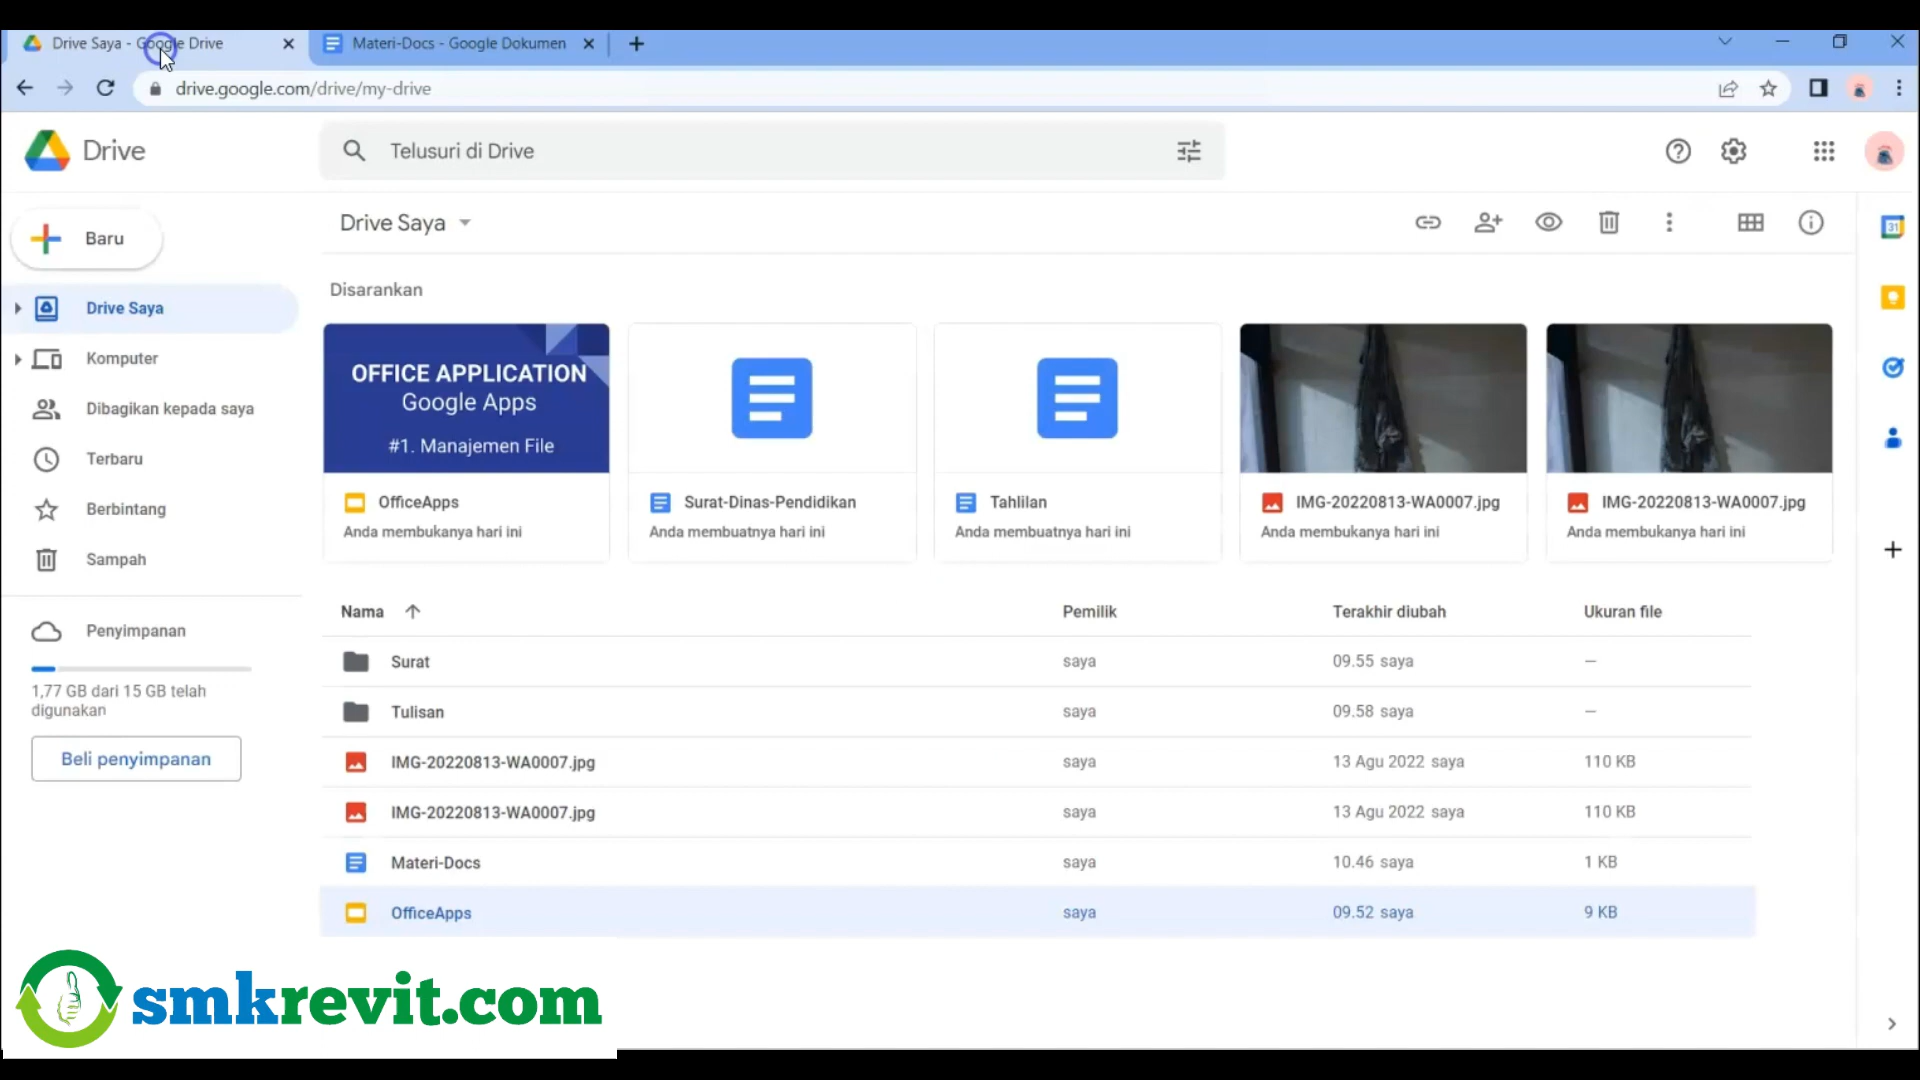 Drive Saya - Google Drive
Materi-Docs - Google Dokumen
drive.google.com/drive/my-drive
Drive
Telusuri di Drive
Baru
Drive Saya
Komputer
Dibagikan kepada saya
Terbaru
Berbintang
Sampah
Penyimpanan
1,77 GB dari 15 GB telah
digunakan
Beli penyimpanan
Drive Saya
Disarankan
OFFICE APPLICATION
Google Apps
#1. Manajemen File
OfficeApps
Anda membukanya hari ini
Surat-Dinas-Pendidikan
Anda membuatnya hari ini
Tahlilan
Anda membuatnya hari ini
IMG-20220813-WA0007.jpg
Anda membukanya hari ini
IMG-20220813-WA0007.jpg
Anda membukanya hari ini
Nama Pemilik Terakhir diubah Ukuran file
Surat saya 09.55 saya —
Tulisan saya 09.58 saya —
IMG-20220813-WA0007.jpg saya 13 Agu 2022 saya 110 KB
IMG-20220813-WA0007.jpg saya 13 Agu 2022 saya 110 KB
Materi-Docs saya 10.46 saya 1 KB
OfficeApps saya 09.52 saya 9 KB
31
smkrevit.com